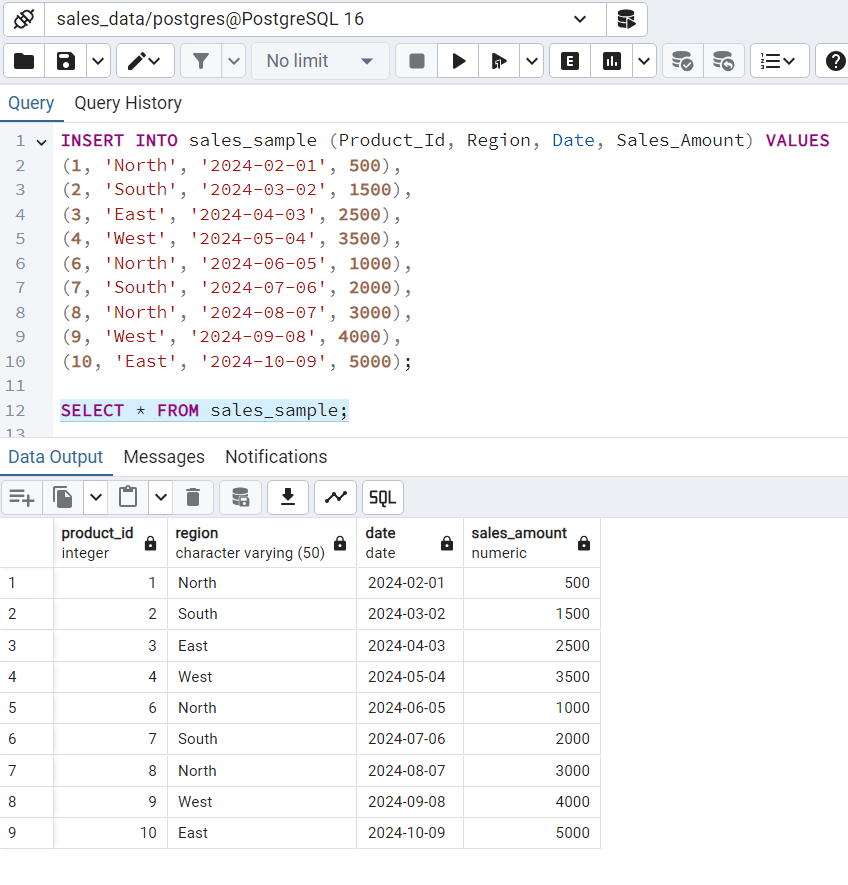 sales_data/postgres@PostgreSQL 16
No limit E SQL
Query Query History
1 INSERT INTO sales_sample (Product_Id, Region, Date, Sales_Amount) VALUES
2 (1, 'North', '2024-02-01', 500),
3 (2, 'South', '2024-03-02', 1500),
4 (3, 'East', '2024-04-03', 2500),
5 (4, 'West', '2024-05-04', 3500),
6 (6, 'North', '2024-06-05', 1000),
7 (7, 'South', '2024-07-06', 2000),
8 (8, 'North', '2024-08-07', 3000),
9 (9, 'West', '2024-09-08', 4000),
10 (10, 'East', '2024-10-09', 5000);
11
12 SELECT * FROM sales_sample;
13
Data Output Messages Notifications
SQL
product_id region date sales_amount
integer character varying (50) date numeric
1 1 North 2024-02-01 500
2 2 South 2024-03-02 1500
3 3 East 2024-04-03 2500
4 4 West 2024-05-04 3500
5 6 North 2024-06-05 1000
6 7 South 2024-07-06 2000
7 8 North 2024-08-07 3000
8 9 West 2024-09-08 4000
9 10 East 2024-10-09 5000